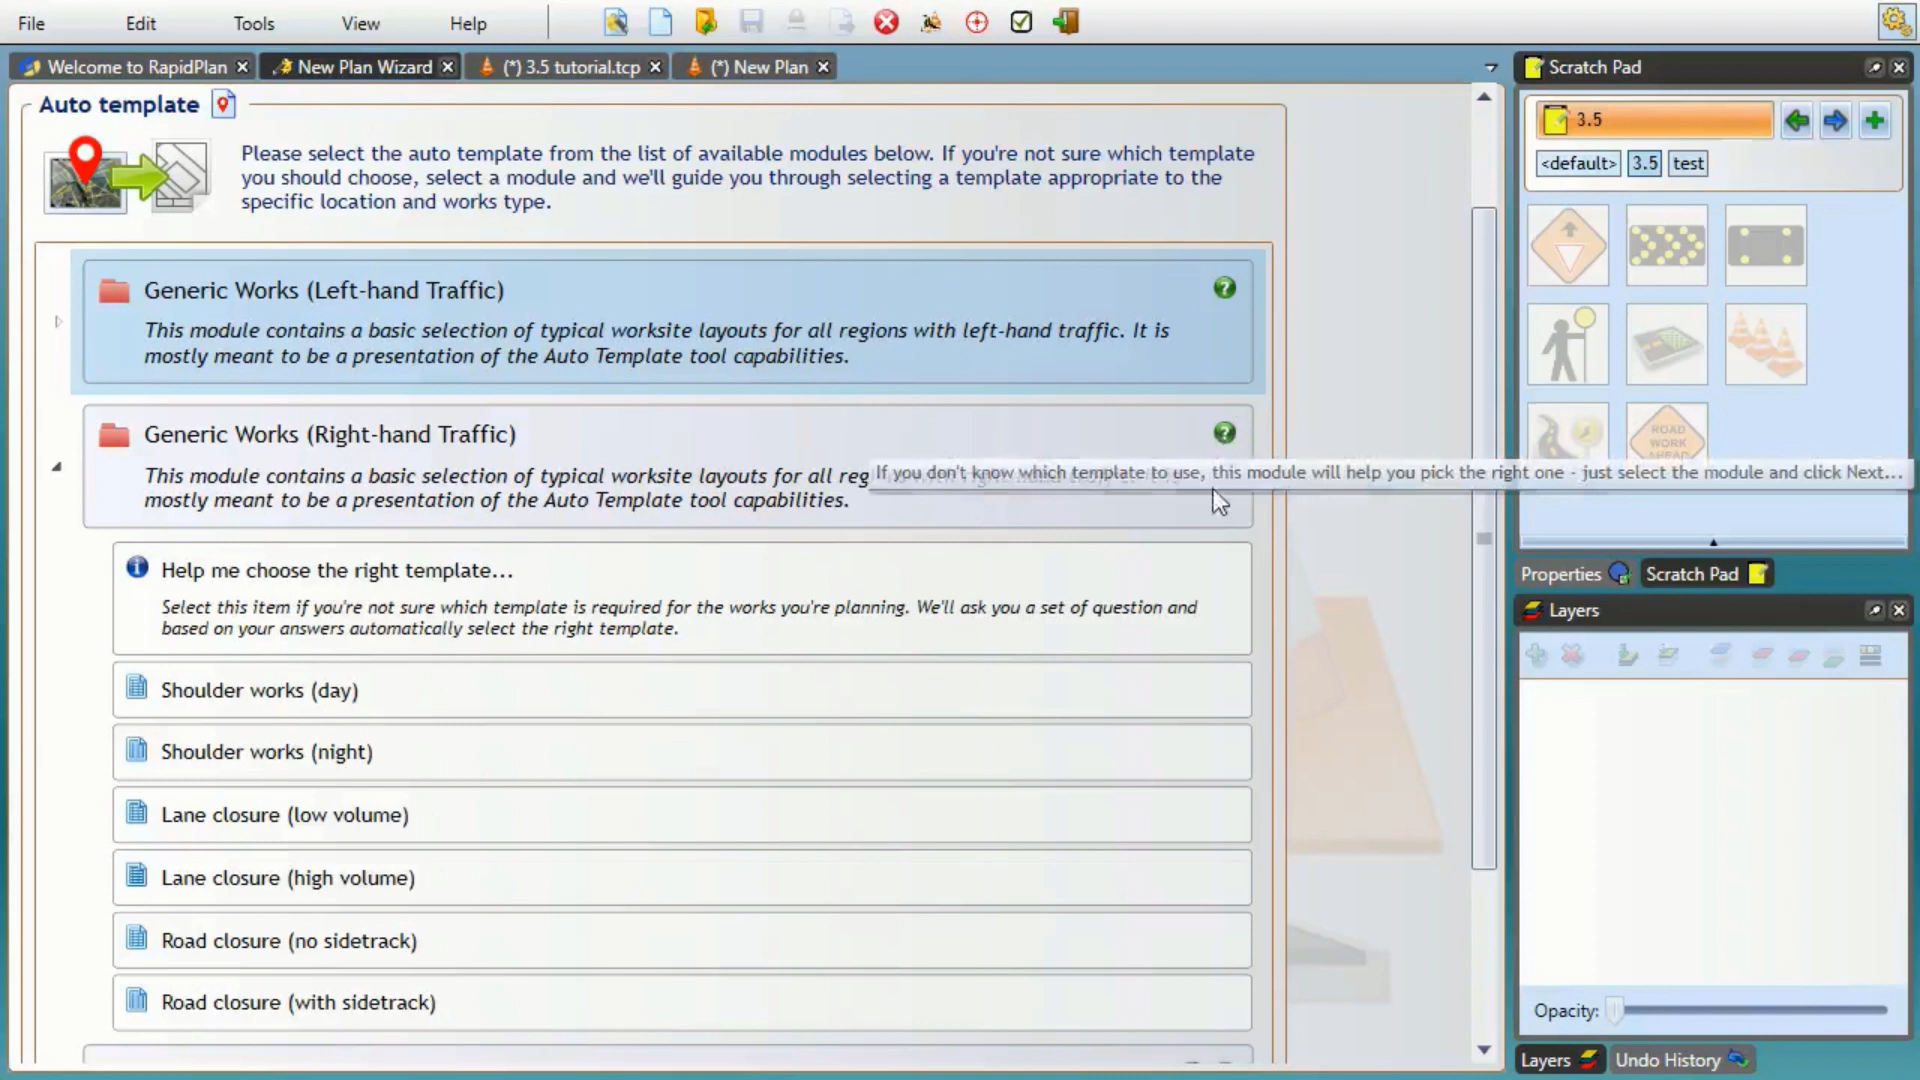 File Edit Tools View Help
Welcome to RapidPlan New Plan Wizard (*) 3.5 tutorial.tcp (*) New Plan
Auto template
Please select the auto template from the list of available modules below. If you're not sure which template
you should choose, select a module and we'll guide you through selecting a template appropriate to the
specific location and works type.
Generic Works (Left-hand Traffic)
This module contains a basic selection of typical worksite layouts for all regions with left-hand traffic. It is
mostly meant to be a presentation of the Auto Template tool capabilities.
Generic Works (Right-hand Traffic)
This module contains a basic selection of typical worksite layouts for all reg
If you don't know which template to use, this module will help you pick the right one - just select the module and click Next...
mostly meant to be a presentation of the Auto Template tool capabilities.
Help me choose the right template...
Select this item if you're not sure which template is required for the works you're planning. We'll ask you a set of question and
based on your answers automatically select the right template.
Shoulder works (day)
Shoulder works (night)
Lane closure (low volume)
Lane closure (high volume)
Road closure (no sidetrack)
Road closure (with sidetrack)
Scratch Pad
3.5
<default> 3.5 test
ROAD
WORK
AHEAD
Properties Scratch Pad
Layers
Opacity:
Layers Undo History